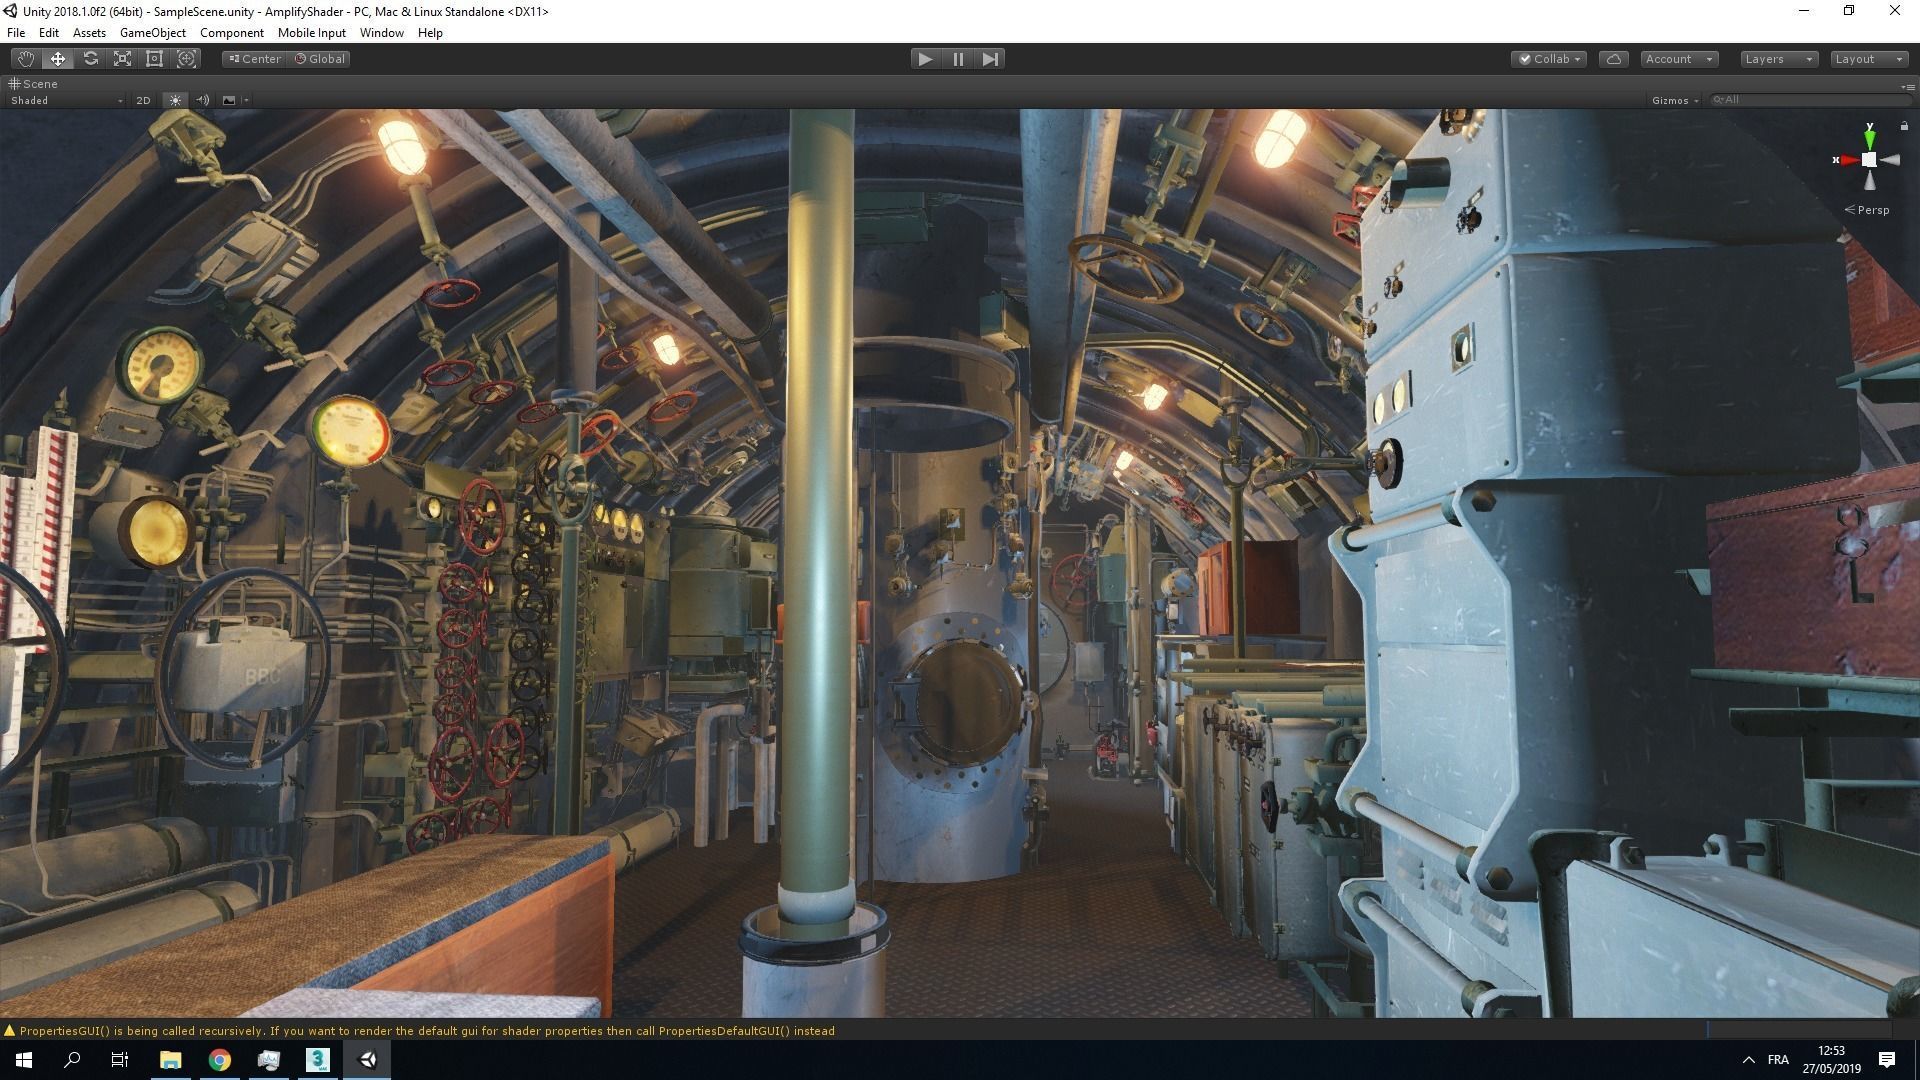 Unity 2018.1.0f2 (64bit) - SampleScene.unity - AmplifyShader - PC, Mac & Linux Standalone <DX11>
File Edit Assets GameObject Component Mobile Input Window Help
Center Global Collab Account Layers Layout
Scene
Shaded 2D Gizmos All
y
x
Persp
BBC
PropertiesGUI() is being called recursively. If you want to render the default gui for shader properties then call PropertiesDefaultGUI() instead
3
FRA
12:53
27/05/2019